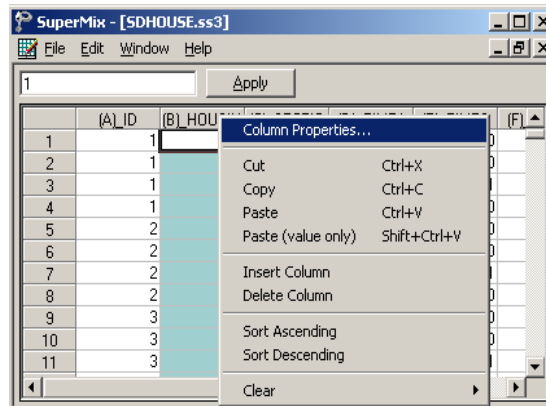 SuperMix - [SDHOUSE.ss3]
File Edit Window Help
1 Apply
(A)_ID (F)_
1 1
2 1
3 1
4 1
5 2
6 2
7 2
8 2
9 3
10 3
11 3
Column Properties...
Cut Ctrl+X
Copy Ctrl+C
Paste Ctrl+V
Paste (value only) Shift+Ctrl+V
Insert Column
Delete Column
Sort Ascending
Sort Descending
Clear